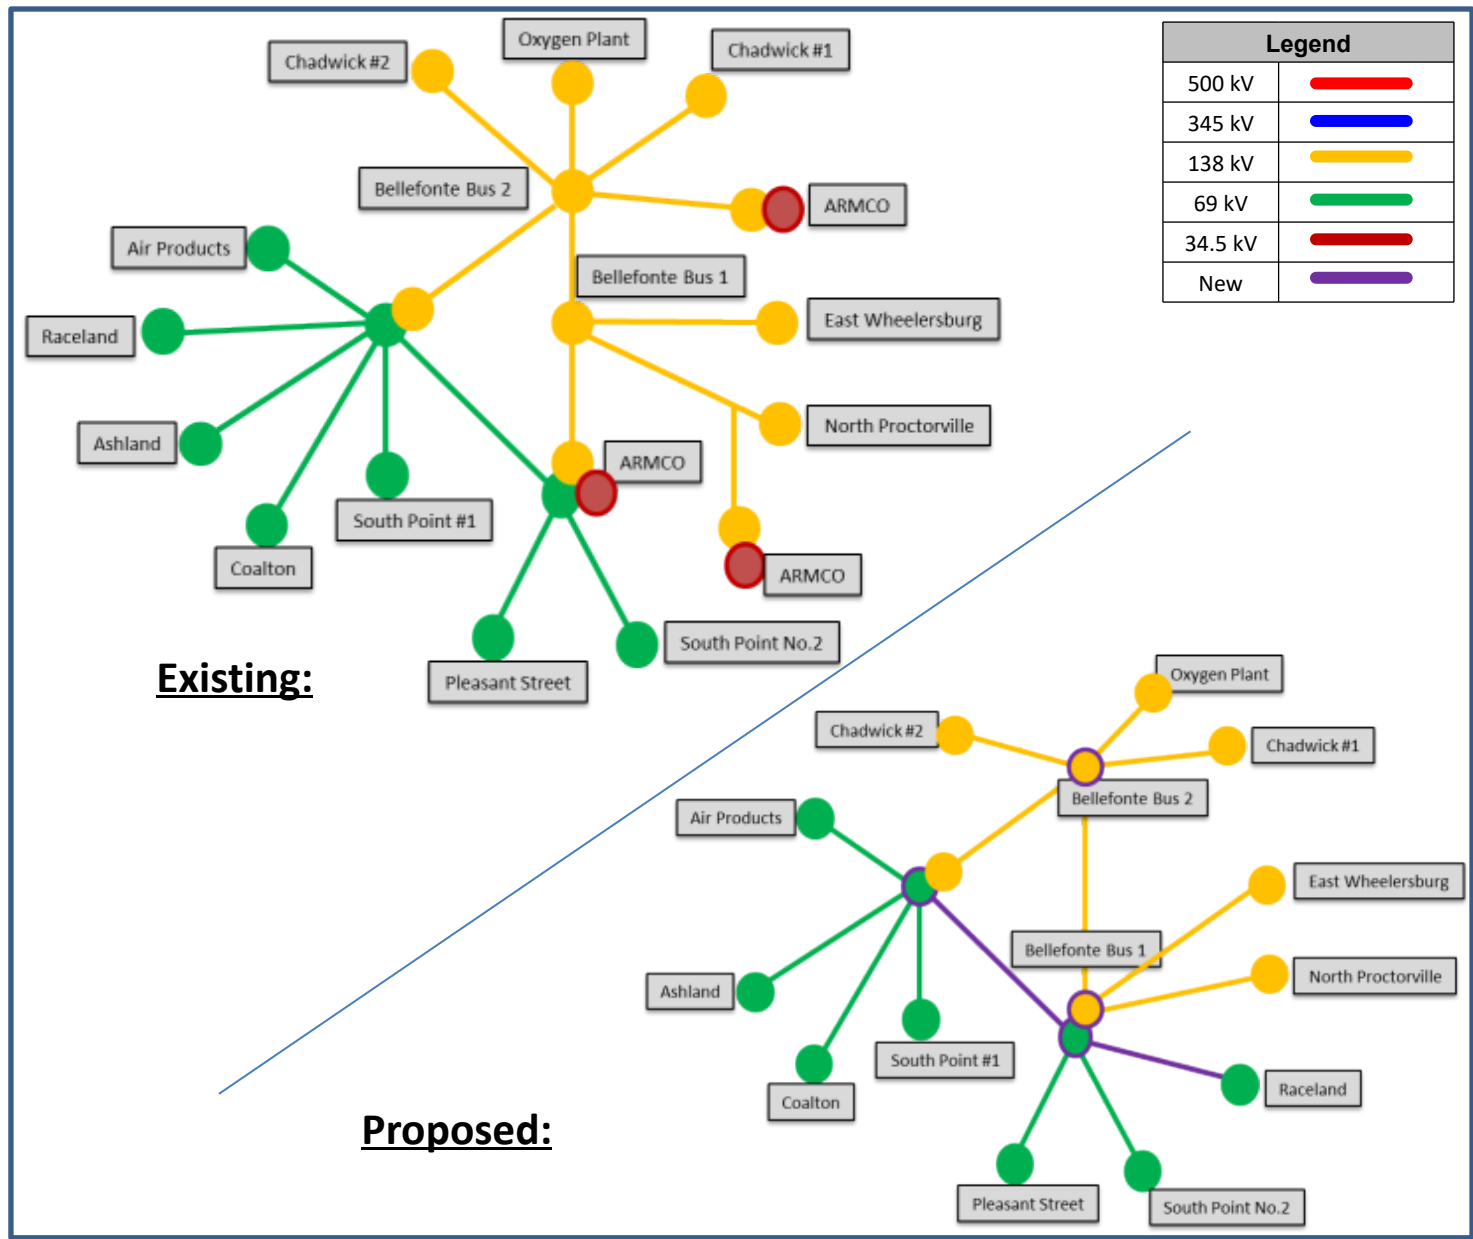 Legend
500 kV
345 kV
138 kV
69 kV
34.5 kV
New
Oxygen Plant
Chadwick #2
Chadwick #1
Bellefonte Bus 2
ARMCO
Air Products
Bellefonte Bus 1
Raceland
East Wheelersburg
Ashland
North Proctorville
ARMCO
South Point #1
Coalton
ARMCO
South Point No.2
Pleasant Street
Existing:
Oxygen Plant
Chadwick #2
Chadwick #1
Bellefonte Bus 2
Air Products
East Wheelersburg
Bellefonte Bus 1
North Proctorville
Ashland
South Point #1
Raceland
Coalton
Proposed:
Pleasant Street
South Point No.2